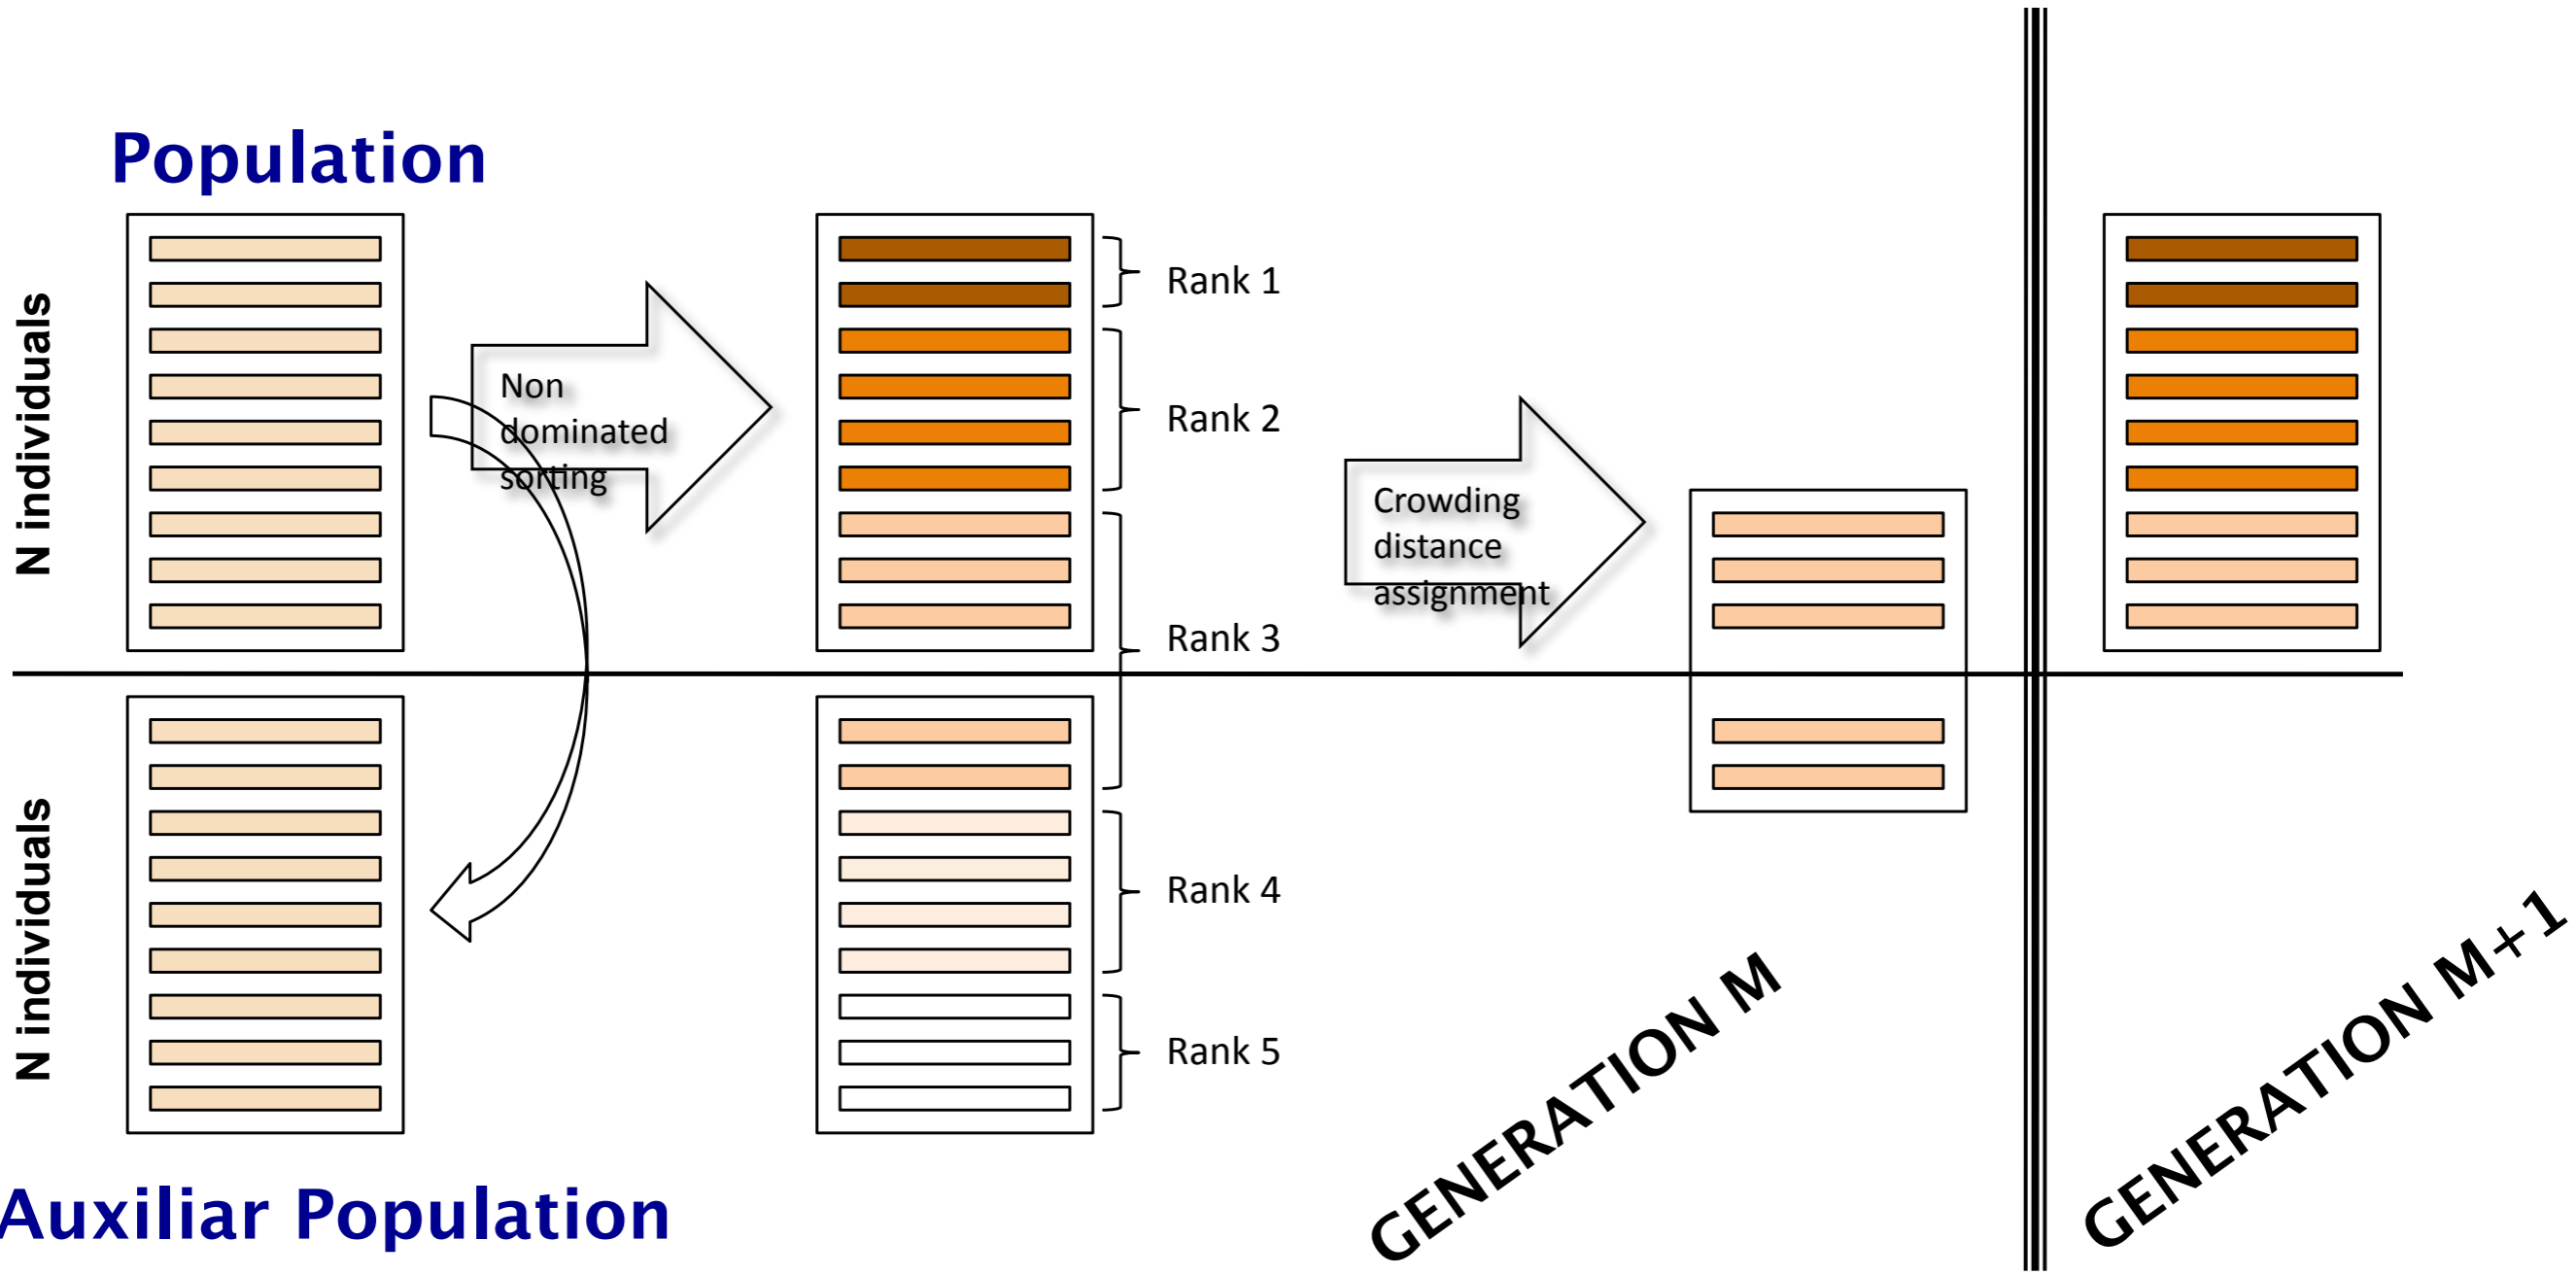 Population
N individuals
Non
dominated
sorting
Rank 1
Rank 2
Rank 3
Crowding
distance
assignment
N individuals
Rank 4
Rank 5
GENERATION M
GENERATION M+1
Auxiliar Population